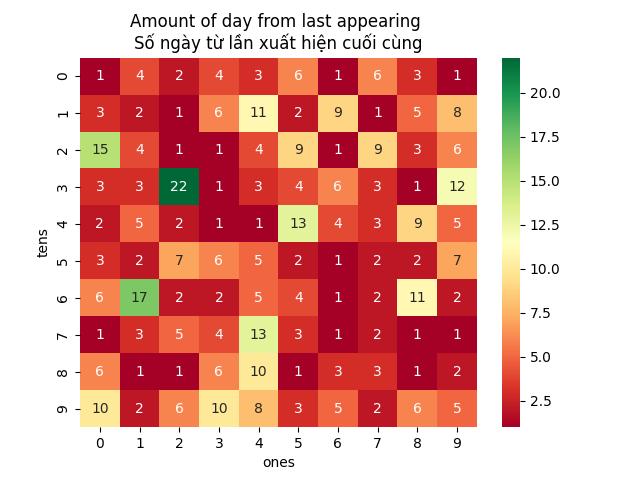 Amount of day from last appearing
Số ngày từ lần xuất hiện cuối cùng
0 1 4 2 4 3 6 1 6 3 1
1 3 2 1 6 11 2 9 1 5 8
2 15 4 1 1 4 9 1 9 3 6
3 3 3 22 1 3 4 6 3 1 12
4 2 5 2 1 1 13 4 3 9 5
5 3 2 7 6 5 2 1 2 2 7
6 6 17 2 2 5 4 1 2 11 2
7 1 3 5 4 13 3 1 2 1 1
8 6 1 1 6 10 1 3 3 1 2
9 10 2 6 10 8 3 5 2 6 5
0 1 2 3 4 5 6 7 8 9
ones
tens
20.0
17.5
15.0
12.5
10.0
7.5
5.0
2.5